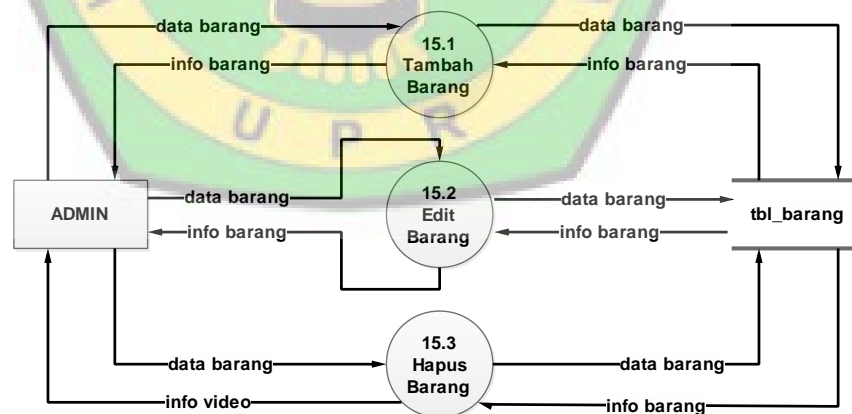 data barang
data barang
15.1
Tambah
Barang
info barang
info barang
U P R
15.2
Edit
Barang
data barang
data barang
ADMIN
tbl_barang
info barang
info barang
15.3
Hapus
Barang
data barang
data barang
info video
info barang